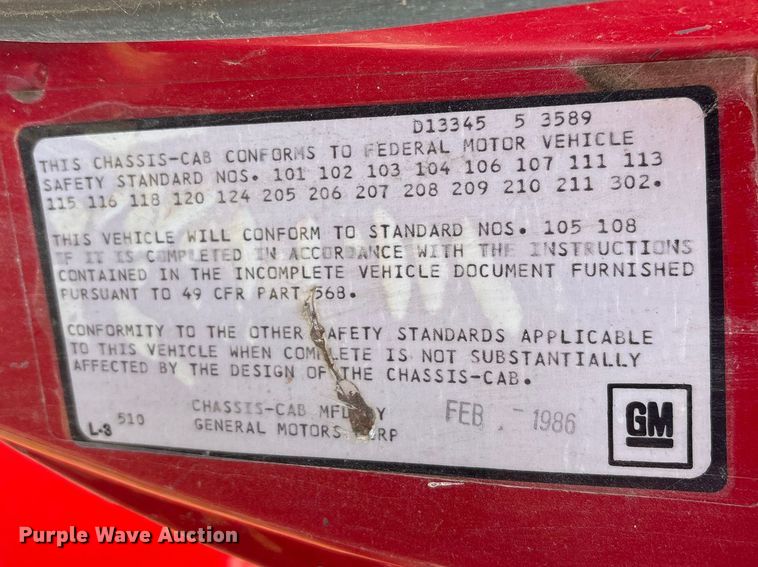 D13345 5 3589
THIS CHASSIS-CAB CONFORMS TO FEDERAL MOTOR VEHICLE
SAFETY STANDARD NOS. 101 102 103 104 106 107 111 113
115 116 118 120 124 205 206 207 208 209 210 211 302.
THIS VEHICLE WILL CONFORM TO STANDARD NOS. 105 108
IF IT IS COMPLETED IN ACCORDANCE WITH THE INSTRUCTIONS
CONTAINED IN THE INCOMPLETE VEHICLE DOCUMENT FURNISHED
PURSUANT TO 49 CFR PART 568.
CONFORMITY TO THE OTHER SAFETY STANDARDS APPLICABLE
TO THIS VEHICLE WHEN COMPLETE IS NOT SUBSTANTIALLY
AFFECTED BY THE DESIGN OF THE CHASSIS-CAB.
L-3 510
CHASSIS-CAB MFD BY
GENERAL MOTORS CORP
FEB - 1986
GM
Purple Wave Auction